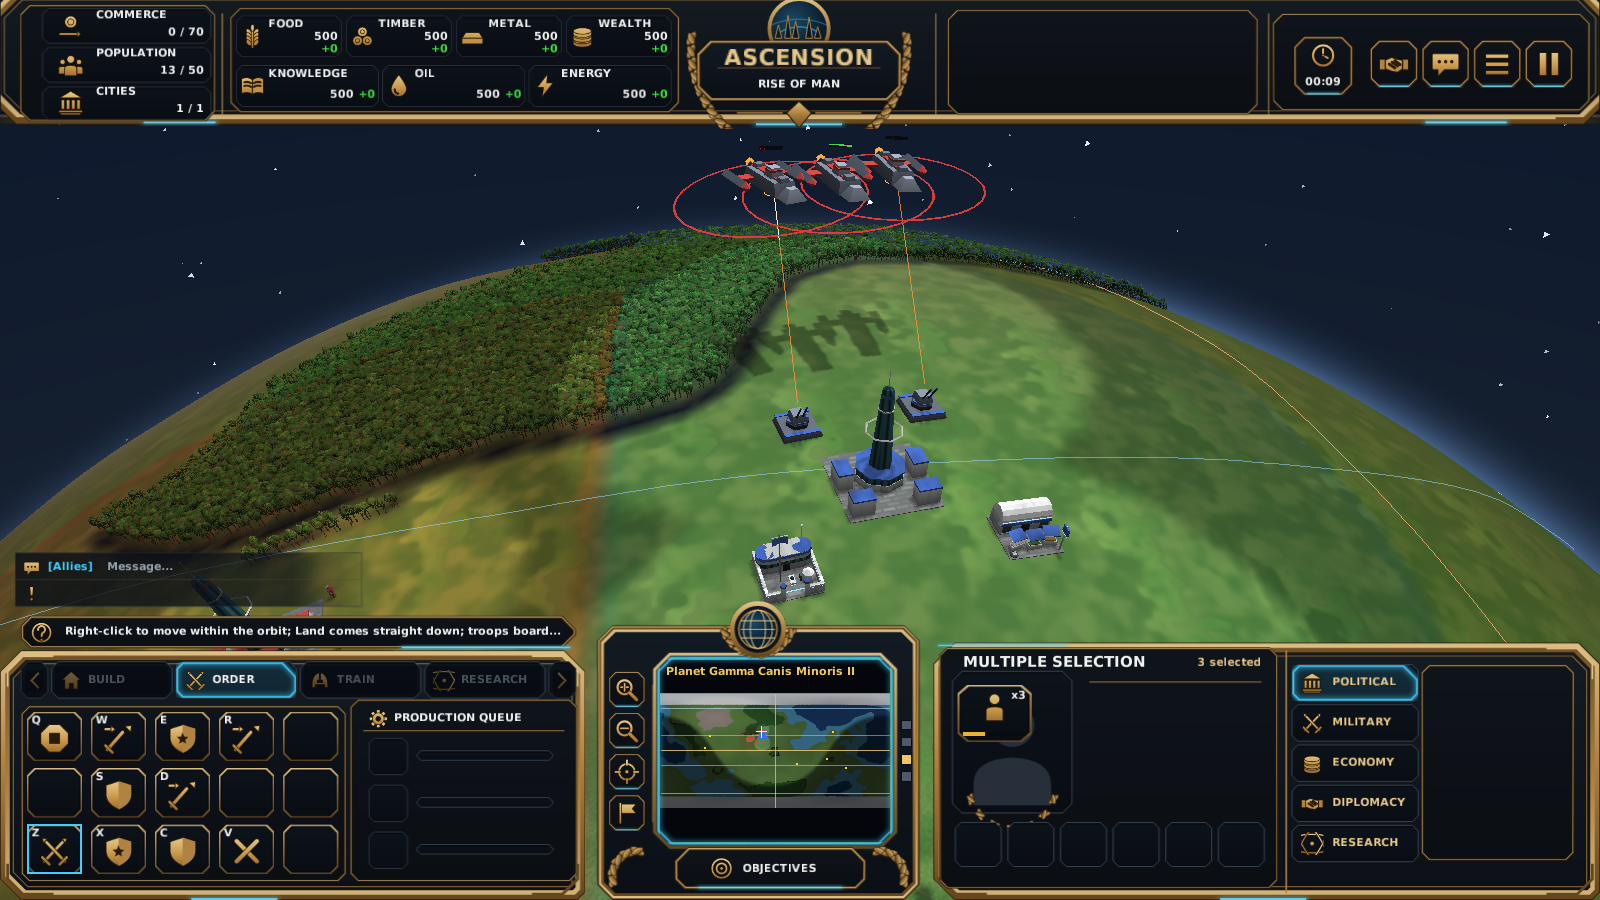 COMMERCE
0 / 70
POPULATION
13 / 50
CITIES
1 / 1
FOOD
500
+0
TIMBER
500
+0
METAL
500
+0
WEALTH
500
+0
KNOWLEDGE
500 +0
OIL
500 +0
ENERGY
500 +0
ASCENSION
RISE OF MAN
00:09
[Allies] Message...
!
Right-click to move within the orbit; Land comes straight down; troops board...
BUILD
ORDER
TRAIN
RESEARCH
Q
W
E
R
S
D
Z
X
C
V
PRODUCTION QUEUE
Planet Gamma Canis Minoris II
OBJECTIVES
MULTIPLE SELECTION
3 selected
x3
POLITICAL
MILITARY
ECONOMY
DIPLOMACY
RESEARCH